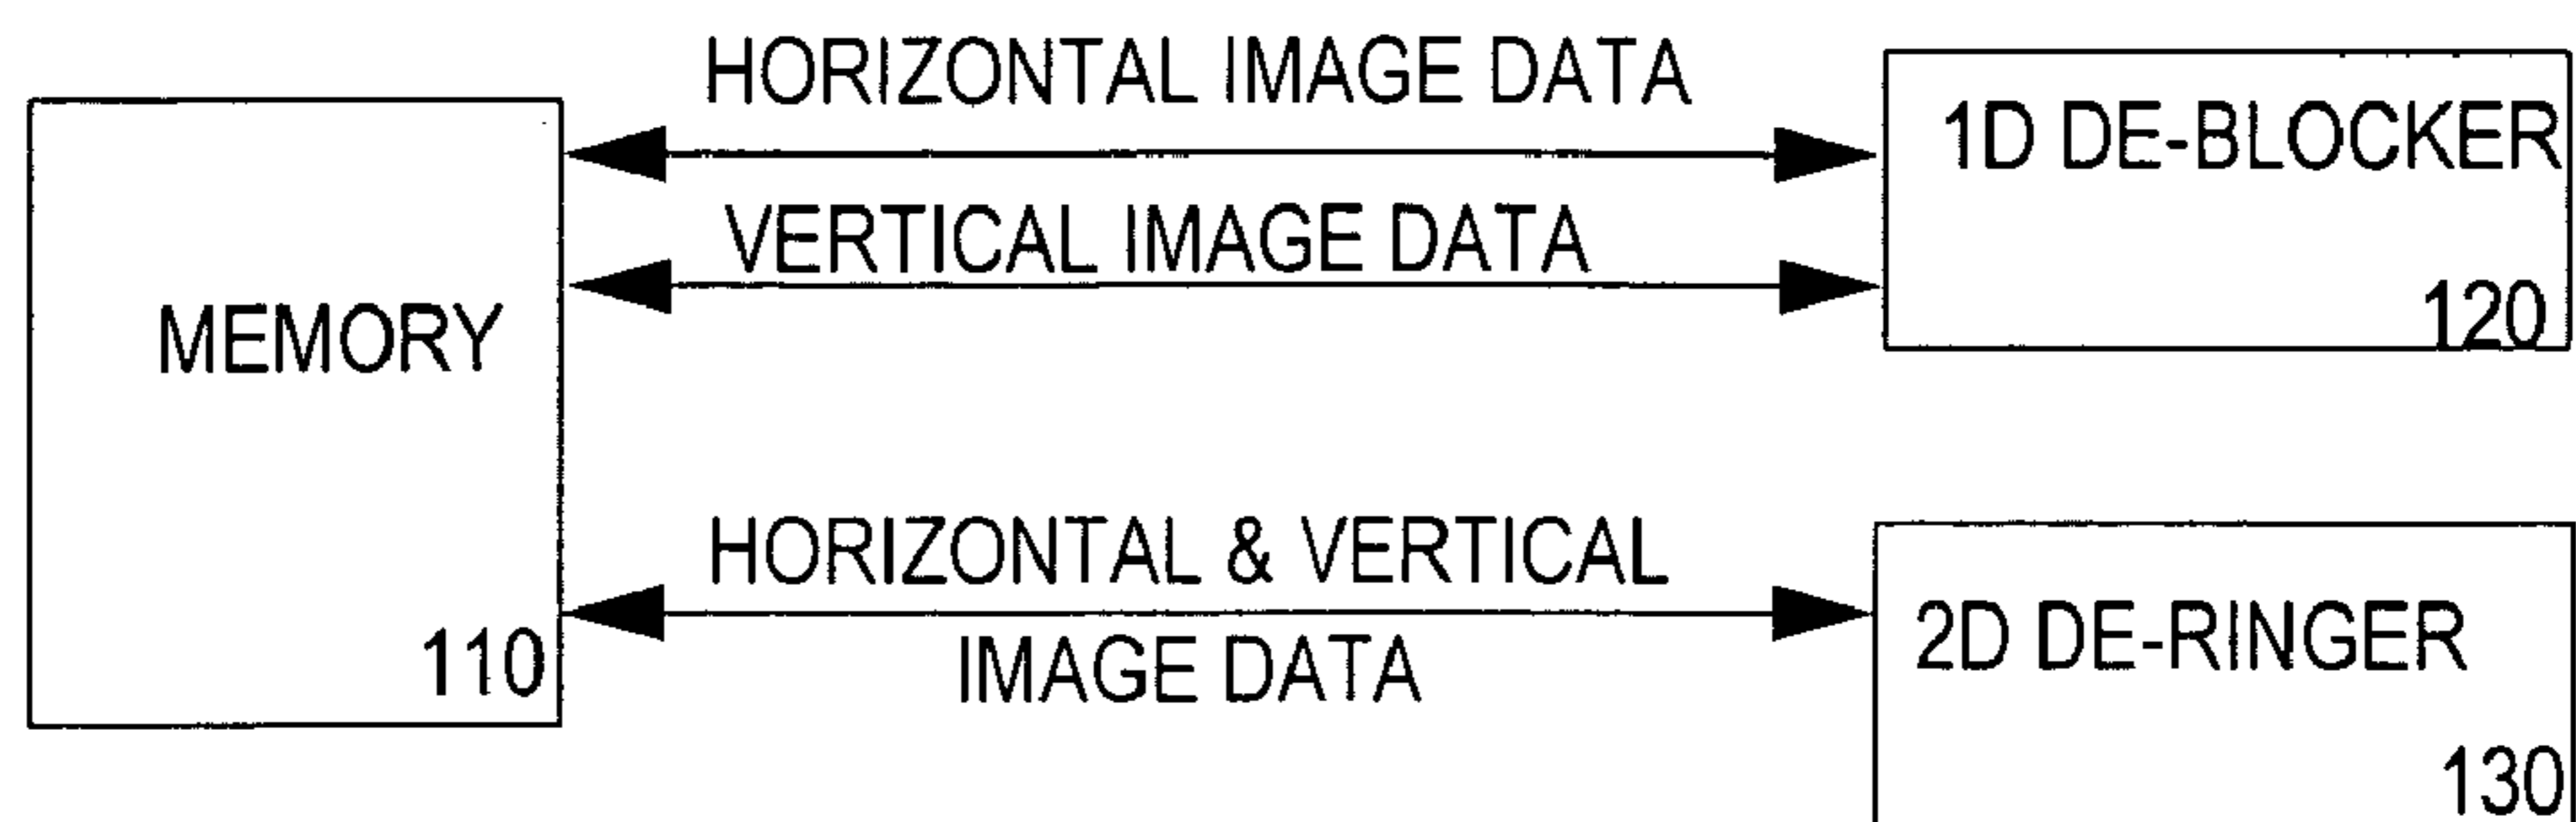 HORIZONTAL IMAGE DATA
1D DE-BLOCKER
VERTICAL IMAGE DATA
120
MEMORY
HORIZONTAL & VERTICAL
IMAGE DATA
110
2D DE-RINGER
130